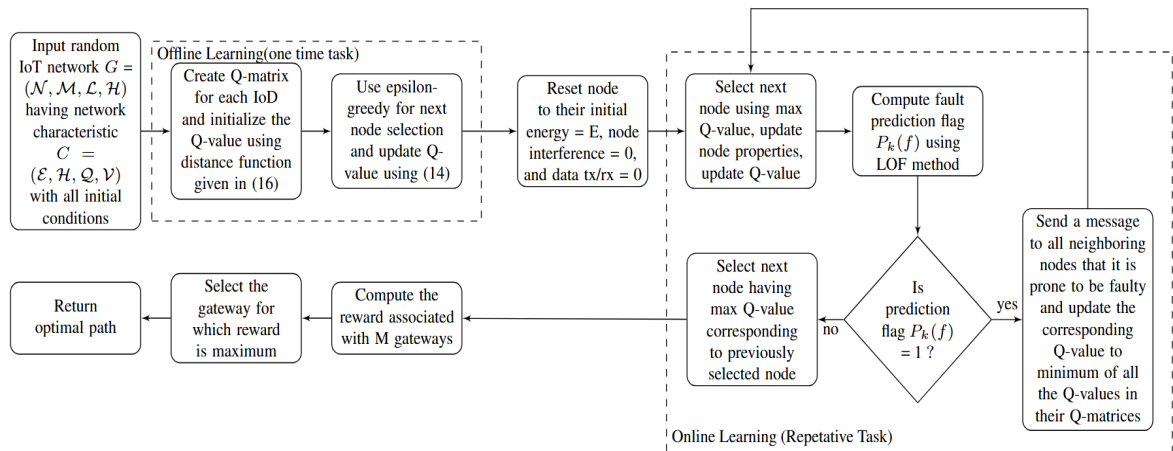 Input random
IoT network G =
(𝒩, ℳ, ℒ, ℋ)
having network
characteristic
C =
(ℰ, ℋ, 𝒬, 𝒱)
with all initial
conditions
Offline Learning(one time task)
Create Q-matrix
for each IoD
and initialize the
Q-value using
distance function
given in (16)
Use epsilon-
greedy for next
node selection
and update Q-
value using (14)
Reset node
to their initial
energy = E, node
interference = 0,
and data tx/rx = 0
Select next
node using max
Q-value, update
node properties,
update Q-value
Compute fault
prediction flag
P_k(f) using
LOF method
Is
prediction
flag P_k(f)
= 1 ?
yes
Send a message
to all neighboring
nodes that it is
prone to be faulty
and update the
corresponding
Q-value to
minimum of all
the Q-values in
their Q-matrices
no
Select next
node having
max Q-value
corresponding
to previously
selected node
Compute the
reward associated
with M gateways
Select the
gateway for
which reward
is maximum
Return
optimal path
Online Learning (Repetative Task)